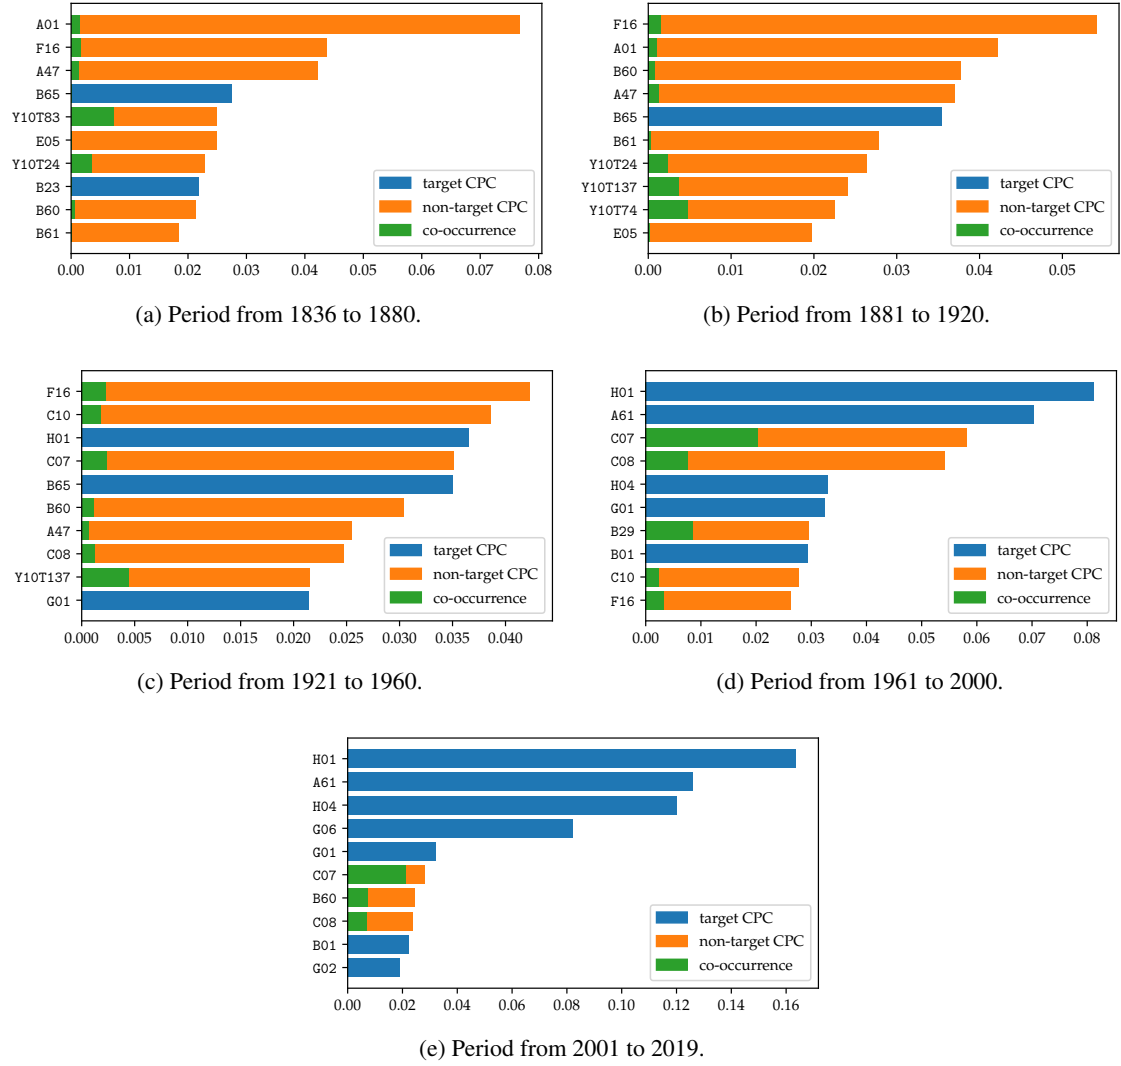 A01
F16
A47
B65
Y10T83
E05
Y10T24
B23
B60
B61
target CPC
non-target CPC
co-occurrence
0.00 0.01 0.02 0.03 0.04 0.05 0.06 0.07 0.08
(a) Period from 1836 to 1880.
F16
A01
B60
A47
B65
B61
Y10T24
Y10T137
Y10T74
E05
target CPC
non-target CPC
co-occurrence
0.00 0.01 0.02 0.03 0.04 0.05
(b) Period from 1881 to 1920.
F16
C10
H01
C07
B65
B60
A47
C08
Y10T137
G01
target CPC
non-target CPC
co-occurrence
0.000 0.005 0.010 0.015 0.020 0.025 0.030 0.035 0.040
(c) Period from 1921 to 1960.
H01
A61
C07
C08
H04
G01
B29
B01
C10
F16
target CPC
non-target CPC
co-occurrence
0.00 0.01 0.02 0.03 0.04 0.05 0.06 0.07 0.08
(d) Period from 1961 to 2000.
H01
A61
H04
G06
G01
C07
B60
C08
B01
G02
target CPC
non-target CPC
co-occurrence
0.00 0.02 0.04 0.06 0.08 0.10 0.12 0.14 0.16
(e) Period from 2001 to 2019.